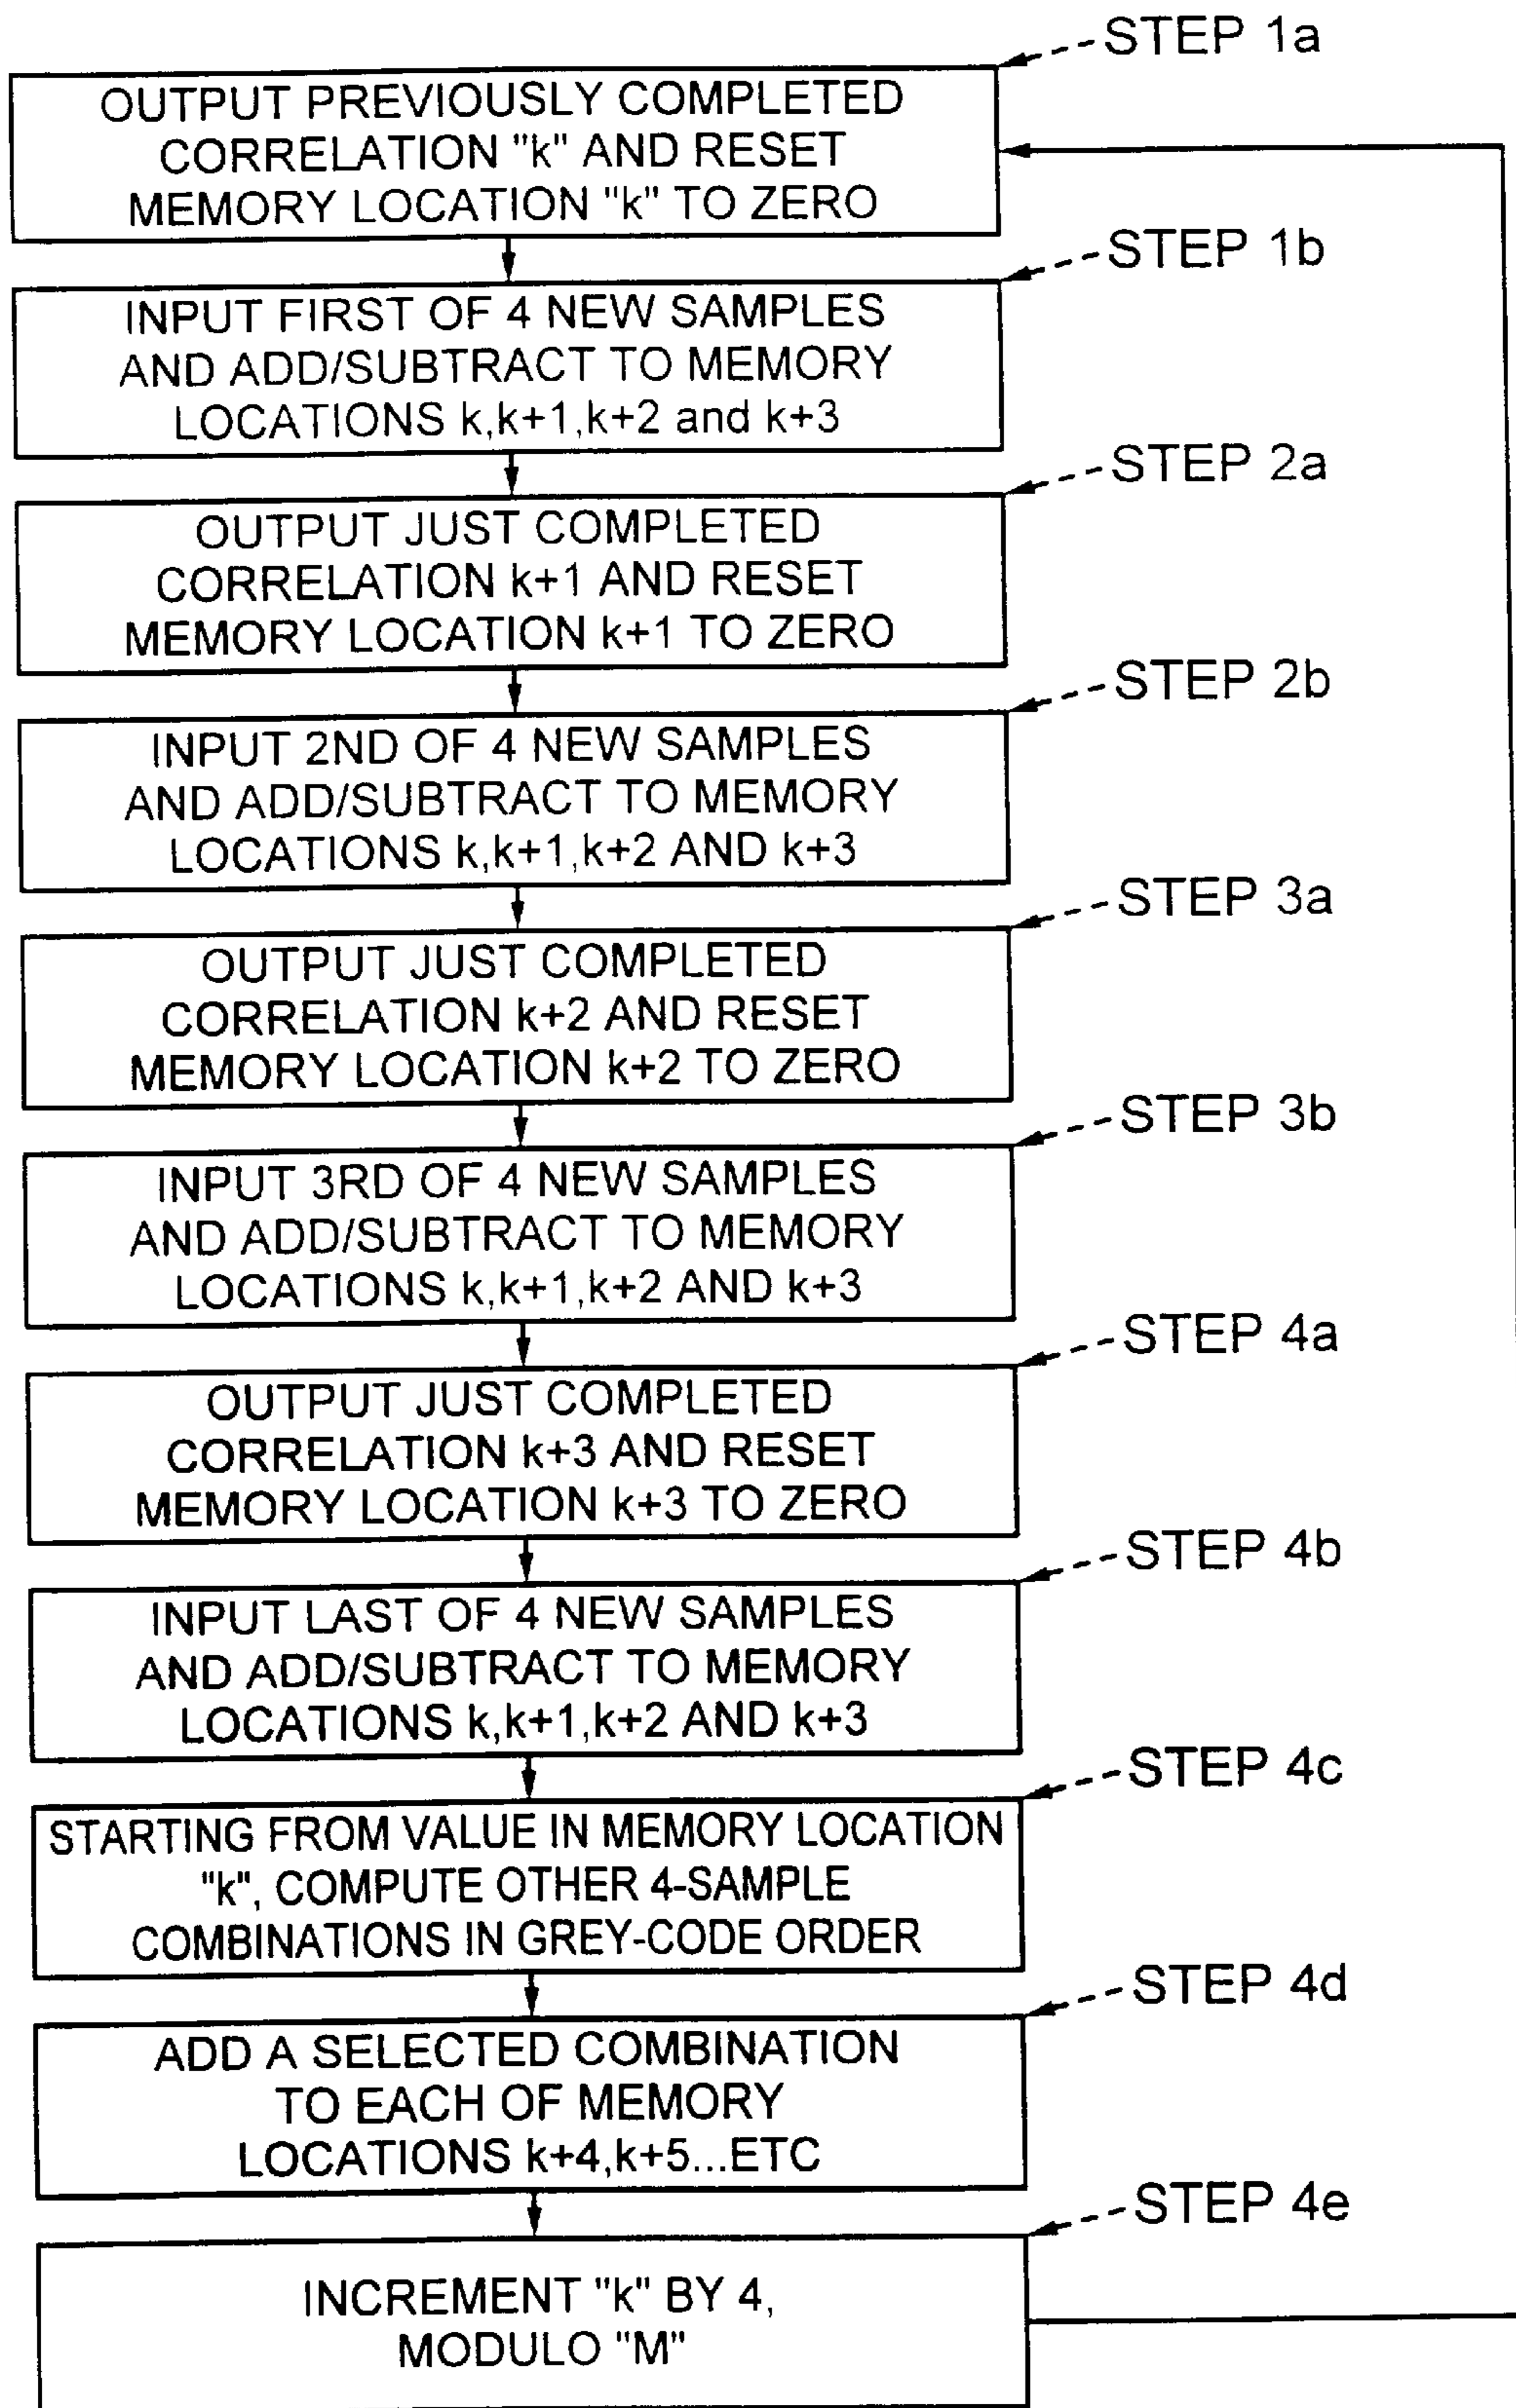 STEP 1a
OUTPUT PREVIOUSLY COMPLETED
CORRELATION "k" AND RESET
MEMORY LOCATION "k" TO ZERO
STEP 1b
INPUT FIRST OF 4 NEW SAMPLES
AND ADD/SUBTRACT TO MEMORY
LOCATIONS k,k+1,k+2 and k+3
STEP 2a
OUTPUT JUST COMPLETED
CORRELATION k+1 AND RESET
MEMORY LOCATION k+1 TO ZERO
STEP 2b
INPUT 2ND OF 4 NEW SAMPLES
AND ADD/SUBTRACT TO MEMORY
LOCATIONS k,k+1,k+2 AND k+3
STEP 3a
OUTPUT JUST COMPLETED
CORRELATION k+2 AND RESET
MEMORY LOCATION k+2 TO ZERO
STEP 3b
INPUT 3RD OF 4 NEW SAMPLES
AND ADD/SUBTRACT TO MEMORY
LOCATIONS k,k+1,k+2 AND k+3
STEP 4a
OUTPUT JUST COMPLETED
CORRELATION k+3 AND RESET
MEMORY LOCATION k+3 TO ZERO
STEP 4b
INPUT LAST OF 4 NEW SAMPLES
AND ADD/SUBTRACT TO MEMORY
LOCATIONS k,k+1,k+2 AND k+3
STEP 4c
STARTING FROM VALUE IN MEMORY LOCATION
"k", COMPUTE OTHER 4-SAMPLE
COMBINATIONS IN GREY-CODE ORDER
STEP 4d
ADD A SELECTED COMBINATION
TO EACH OF MEMORY
LOCATIONS k+4,k+5...ETC
STEP 4e
INCREMENT "k" BY 4,
MODULO "M"